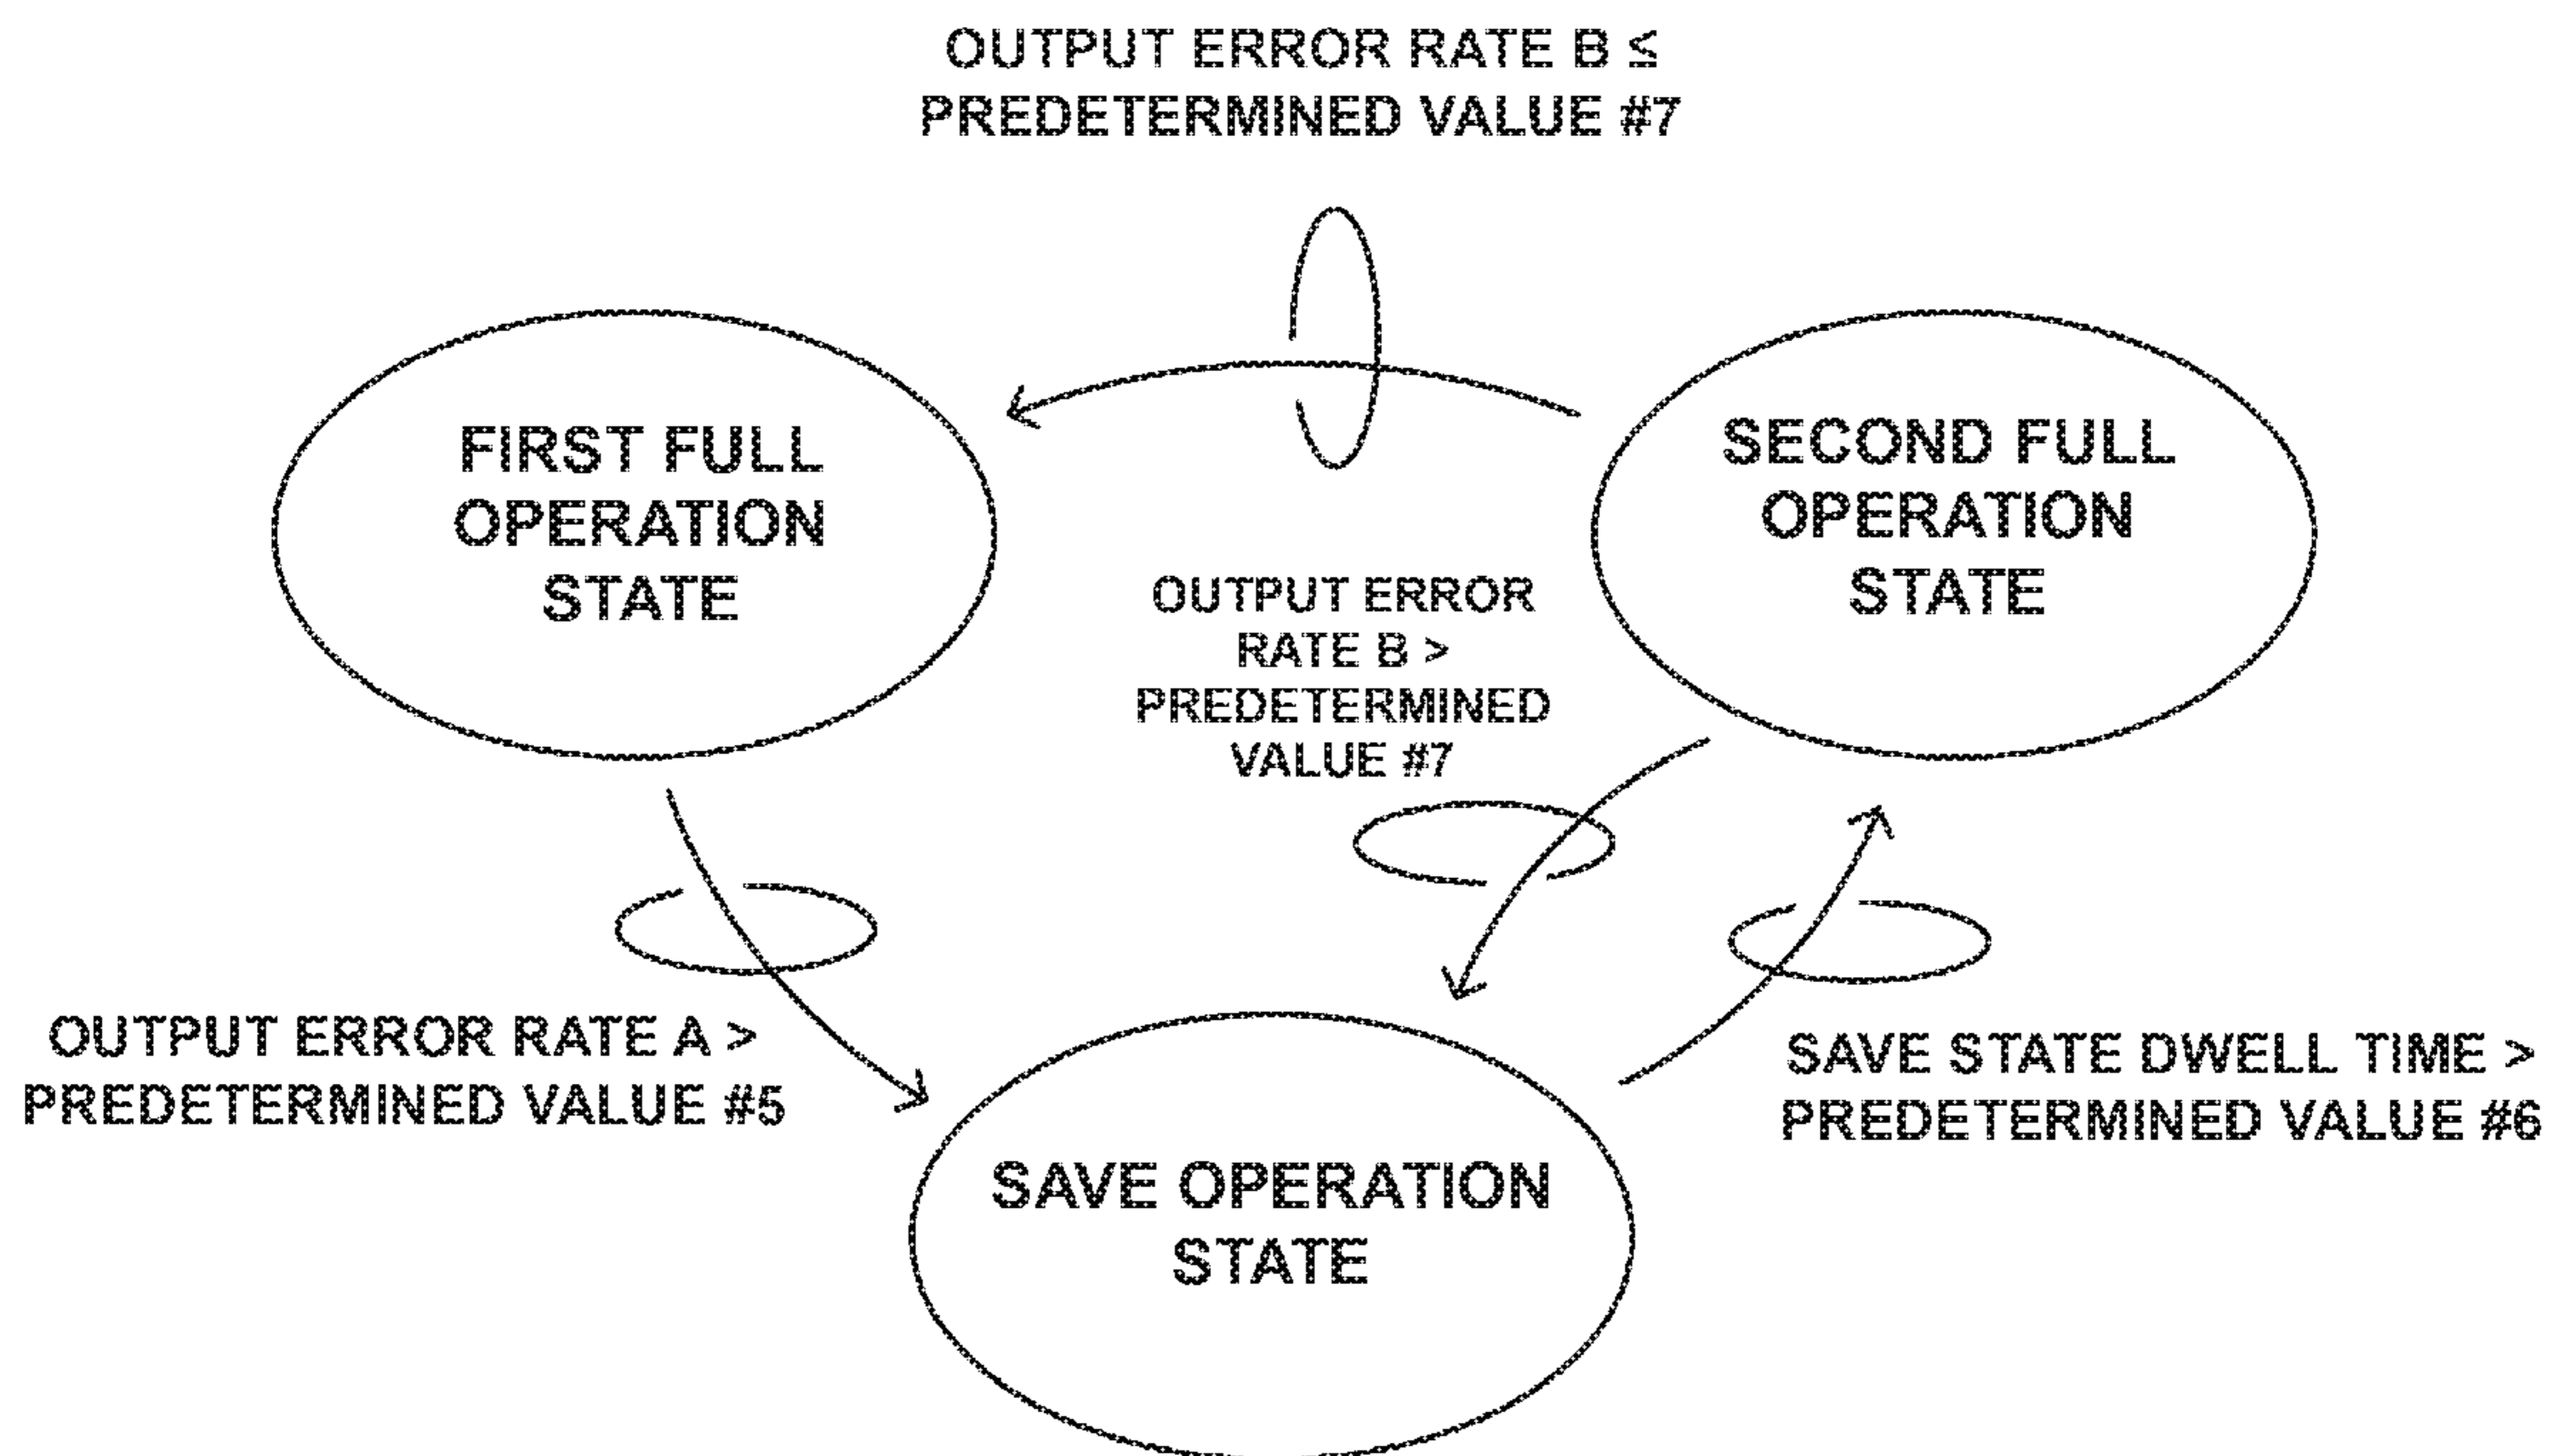 OUTPUT ERROR RATE B ≤
PREDETERMINED VALUE #7
FIRST FULL
OPERATION
STATE
SECOND FULL
OPERATION
STATE
OUTPUT ERROR
RATE B >
PREDETERMINED
VALUE #7
OUTPUT ERROR RATE A >
PREDETERMINED VALUE #5
SAVE STATE DWELL TIME >
PREDETERMINED VALUE #6
SAVE OPERATION
STATE